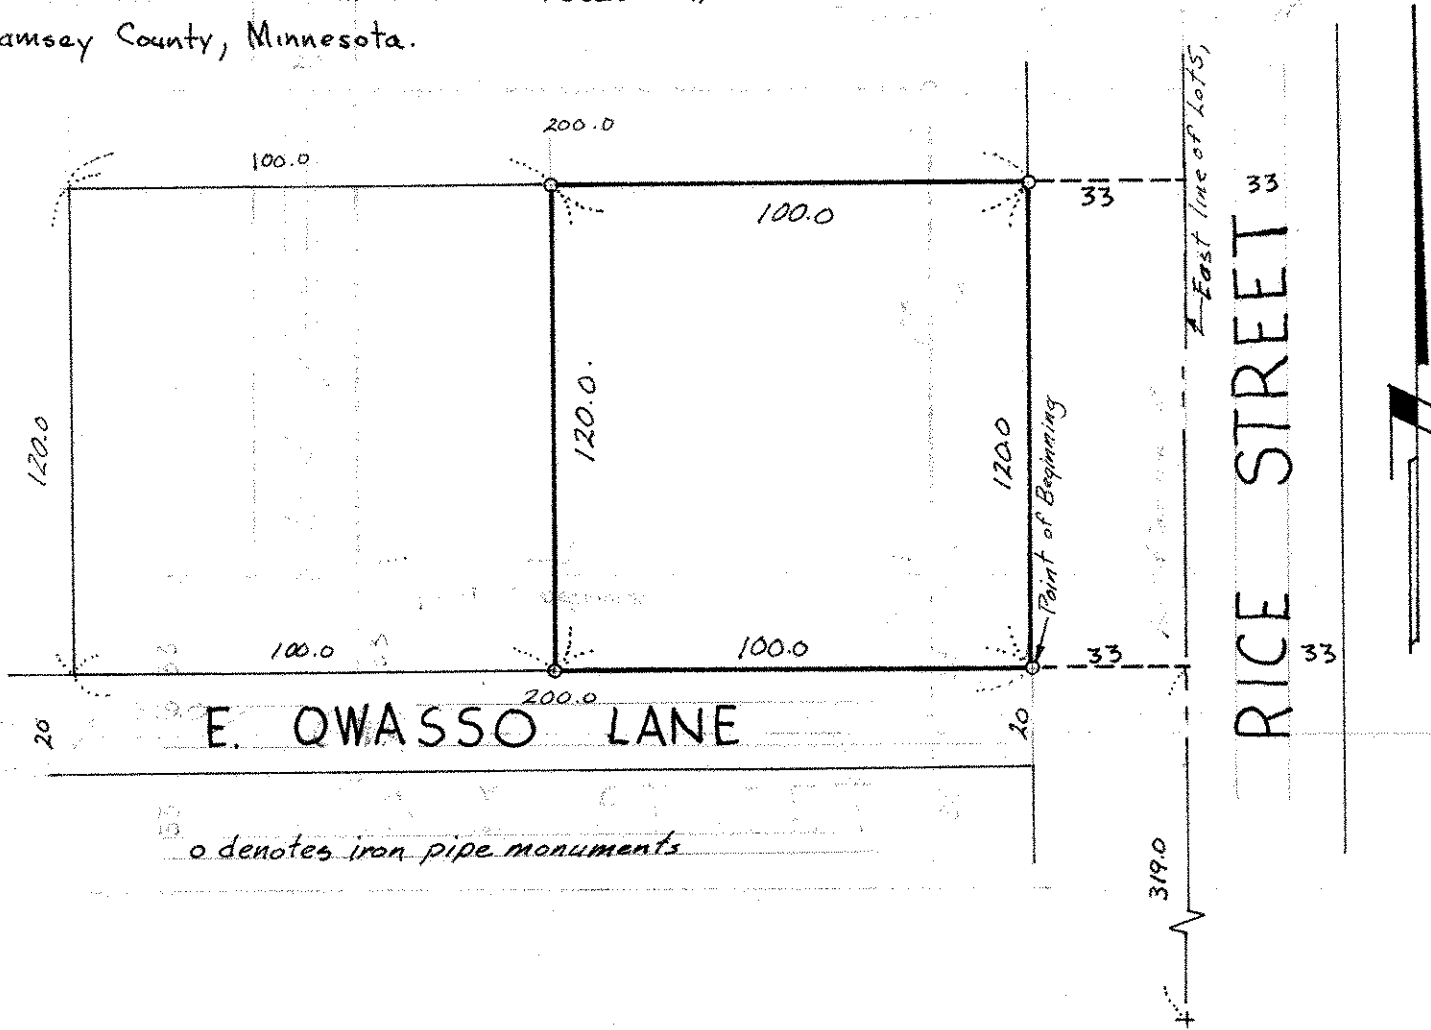 amsey County, Minnesota.
200.0
100.0
100.0
33
33
East line of Lots,
120.0
120.0.
120.0
Point of Beginning
RICE STREET
100.0
100.0
33
33
200.0
20
E. OWASSO LANE
20
o denotes iron pipe monuments
319.0